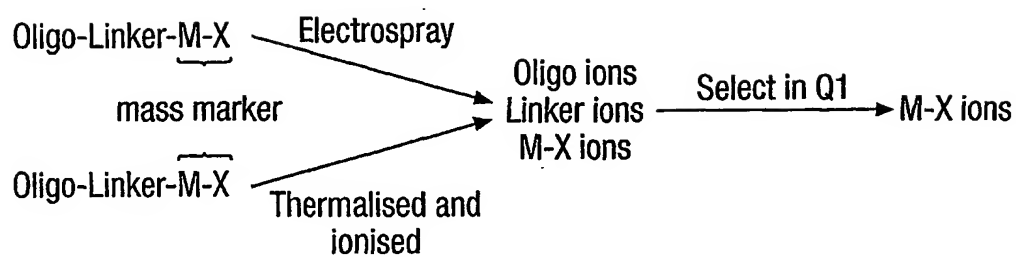 Oligo-Linker-M-X
Electrospray
mass marker
Oligo-Linker-M-X
Thermalised and
ionised
Oligo ions
Linker ions
M-X ions
Select in Q1
M-X ions